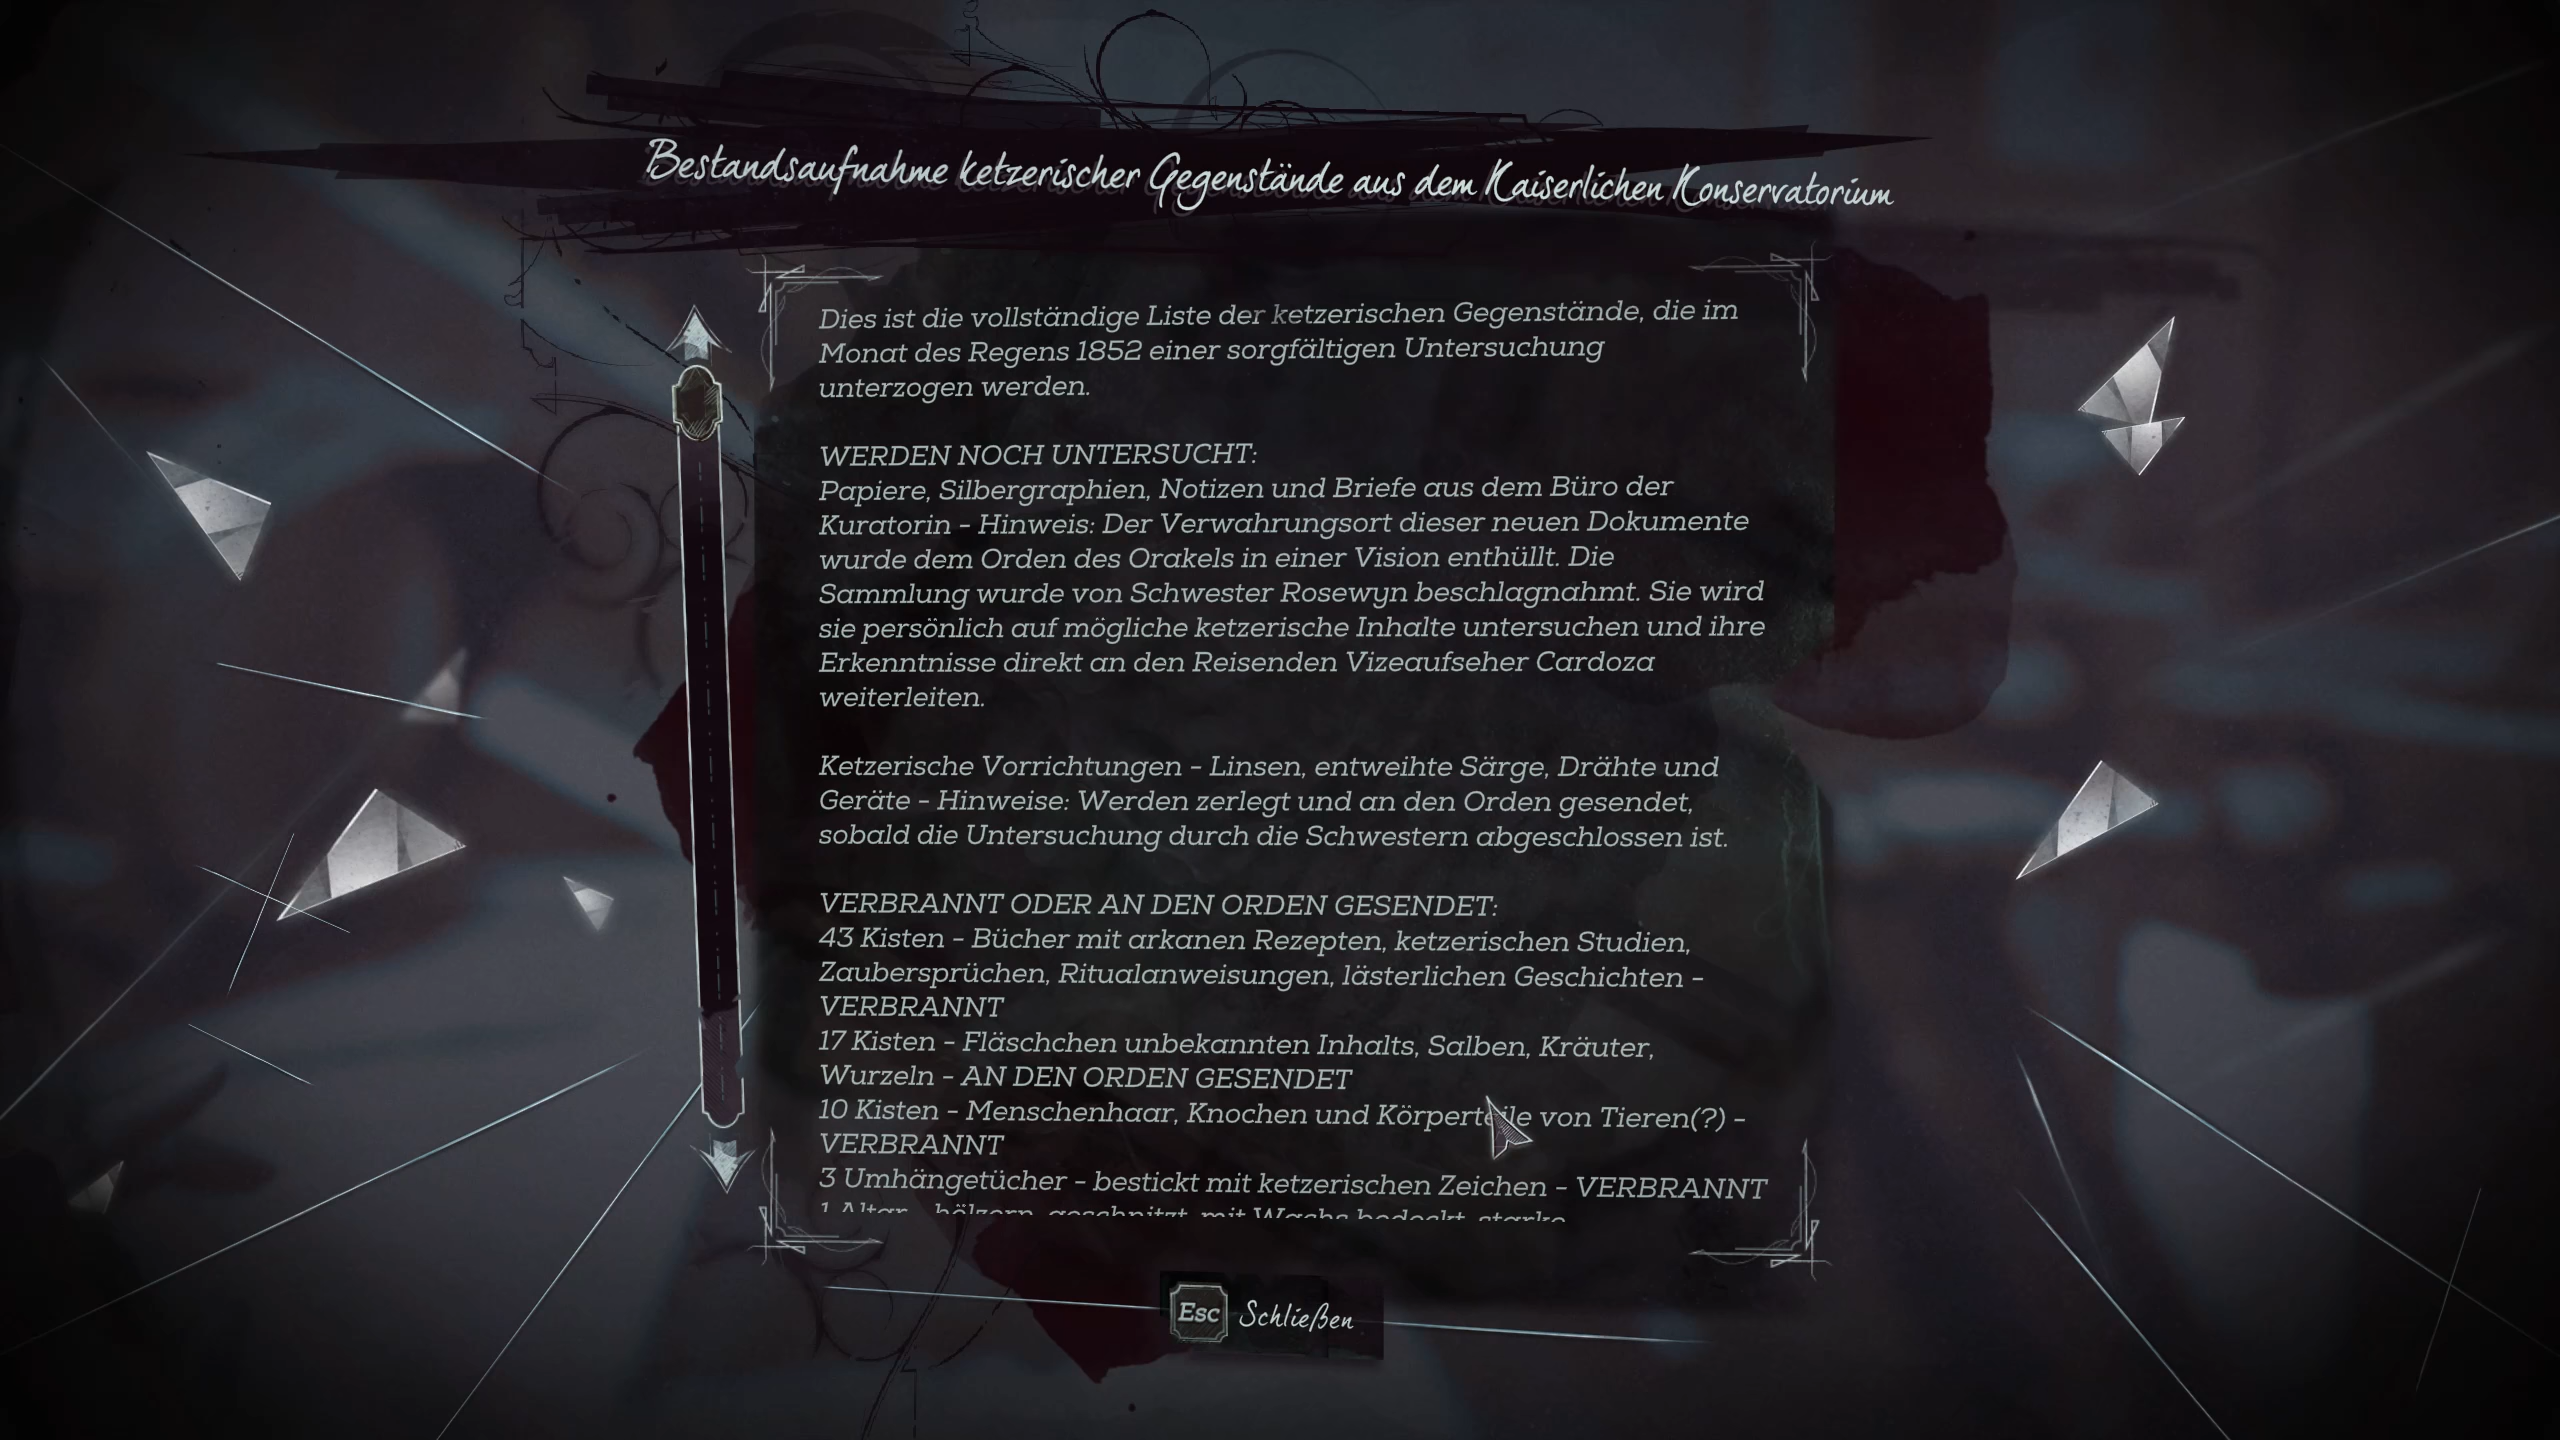 Bestandsaufnahme ketzerischer Gegenstände aus dem Kaiserlichen Konservatorium
Dies ist die vollständige Liste der ketzerischen Gegenstände, die im
Monat des Regens 1852 einer sorgfältigen Untersuchung
unterzogen werden.
WERDEN NOCH UNTERSUCHT:
Papiere, Silbergraphien, Notizen und Briefe aus dem Büro der
Kuratorin - Hinweis: Der Verwahrungsort dieser neuen Dokumente
wurde dem Orden des Orakels in einer Vision enthüllt. Die
Sammlung wurde von Schwester Rosewyn beschlagnahmt. Sie wird
sie persönlich auf mögliche ketzerische Inhalte untersuchen und ihre
Erkenntnisse direkt an den Reisenden Vizeaufseher Cardoza
weiterleiten.
Ketzerische Vorrichtungen - Linsen, entweihte Särge, Drähte und
Geräte - Hinweise: Werden zerlegt und an den Orden gesendet,
sobald die Untersuchung durch die Schwestern abgeschlossen ist.
VERBRANNT ODER AN DEN ORDEN GESENDET:
43 Kisten - Bücher mit arkanen Rezepten, ketzerischen Studien,
Zaubersprüchen, Ritualanweisungen, lästerlichen Geschichten -
VERBRANNT
17 Kisten - Fläschchen unbekannten Inhalts, Salben, Kräuter,
Wurzeln - AN DEN ORDEN GESENDET
10 Kisten - Menschenhaar, Knochen und Körperteile von Tieren(?) -
VERBRANNT
3 Umhängetücher - bestickt mit ketzerischen Zeichen - VERBRANNT
1 Altar - hölzern, geschnitzt, mit Wachs bedeckt, starke
Esc Schließen